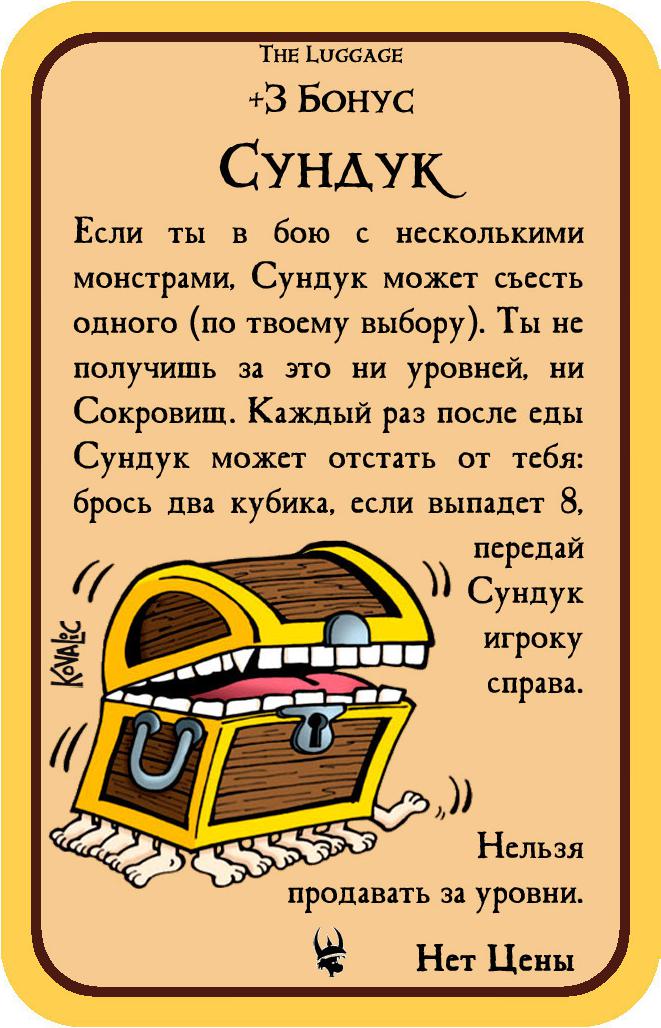 The Luggage
+3 Бонус
Сундук
Если ты в бою с несколькими
монстрами, Сундук может съесть
одного (по твоему выбору). Ты не
получишь за это ни уровней, ни
Сокровищ. Каждый раз после еды
Сундук может отстать от тебя:
брось два кубика, если выпадет 8,
передай
Сундук
игроку
справа.
Kovalic
Нельзя
продавать за уровни.
Нет Цены